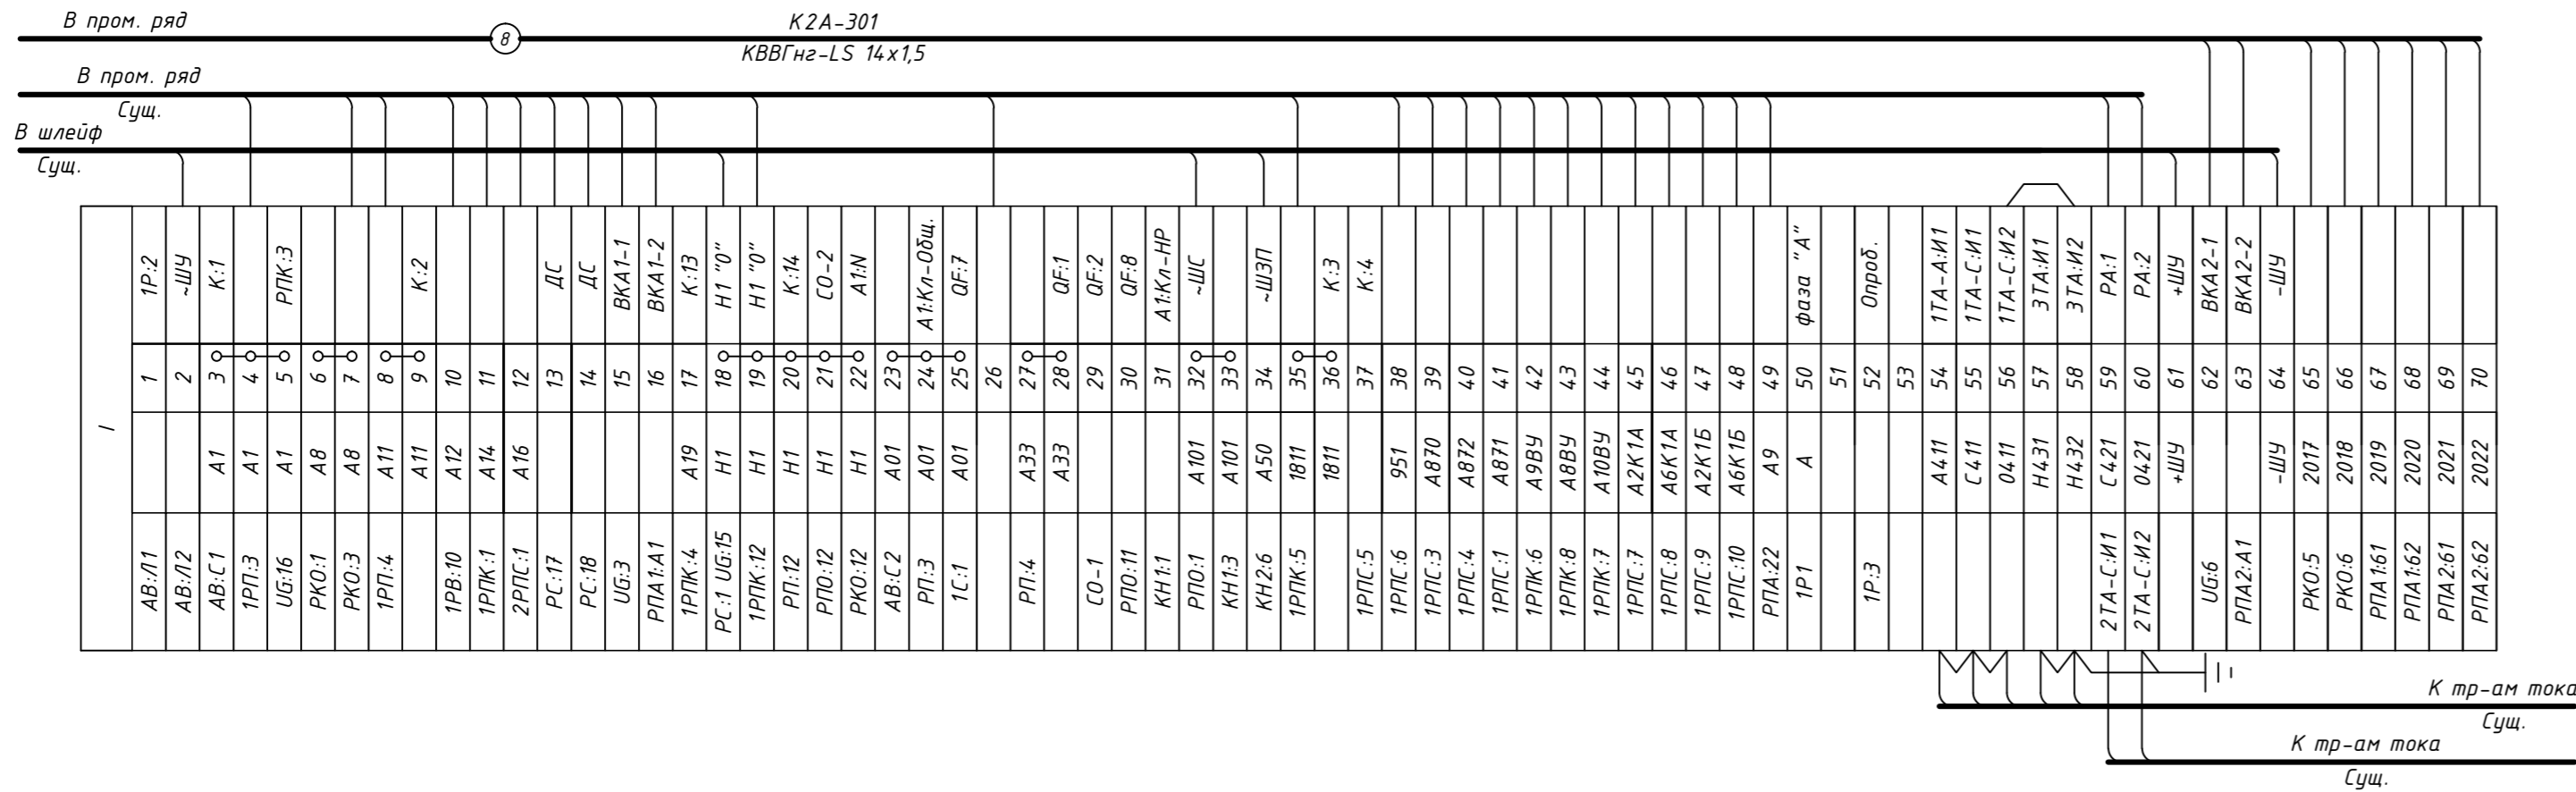 В пром. ряд
8
К2А-301
КВВГнг-LS 14х1,5
В пром. ряд
Сущ.
В шлейф
Сущ.
I
1Р:2 1 АВ:Л1
~ШУ 2 АВ:Л2
К:1 3 А1 АВ:С1
4 А1 1РП:3
РПК:3 5 А1 UG:16
6 А8 РКО:1
7 А8 РКО:3
8 А11 1РП:4
К:2 9 А11
10 А12 1РВ:10
11 А14 1РПК:1
12 А16 2РПС:1
ДС 13 РС:17
ДС 14 РС:18
ВКА1-1 15 UG:3
ВКА1-2 16 РПА1:А1
К:13 17 А19 1РПК:4
Н1 "0" 18 Н1 РС:1 UG:15
Н1 "0" 19 Н1 1РПК:12
К:14 20 Н1 РП:12
СО-2 21 Н1 РПО:12
А1:N 22 Н1 РКО:12
23 А01 АВ:С2
А1:Кл-Общ. 24 А01 РП:3
QF:7 25 А01 1С:1
26
27 А33 РП:4
QF:1 28 А33
QF:2 29 СО-1
QF:8 30 РПО:11
А1:Кл-НР 31 КН1:1
~ШС 32 А101 РПО:1
33 А101 КН1:3
~ШЗП 34 А50 КН2:6
35 1811 1РПК:5
К:3 36 1811
К:4 37 1РПС:5
38 951 1РПС:6
39 А870 1РПС:3
40 А872 1РПС:4
41 А871 1РПС:1
42 А9ВУ 1РПК:6
43 А8ВУ 1РПК:8
44 А10ВУ 1РПК:7
45 А2К1А 1РПС:7
46 А6К1А 1РПС:8
47 А2К1Б 1РПС:9
48 А6К1Б 1РПС:10
49 А9 РПА:22
фаза "А" 50 А 1Р1
51
Опроб. 52 1Р:3
53
1ТА-А:И1 54 А411
1ТА-С:И1 55 С411
1ТА-С:И2 56 0411
3ТА:И1 57 Н431
3ТА:И2 58 Н432
РА:1 59 С421 2ТА-С:И1
РА:2 60 0421 2ТА-С:И2
+ШУ 61 +ШУ
ВКА2-1 62 UG:6
ВКА2-2 63 РПА2:А1
-ШУ 64 -ШУ
65 2017 РКО:5
66 2018 РКО:6
67 2019 РПА1:61
68 2020 РПА1:62
69 2021 РПА2:61
70 2022 РПА2:62
К тр-ам тока
Сущ.
К тр-ам тока
Сущ.